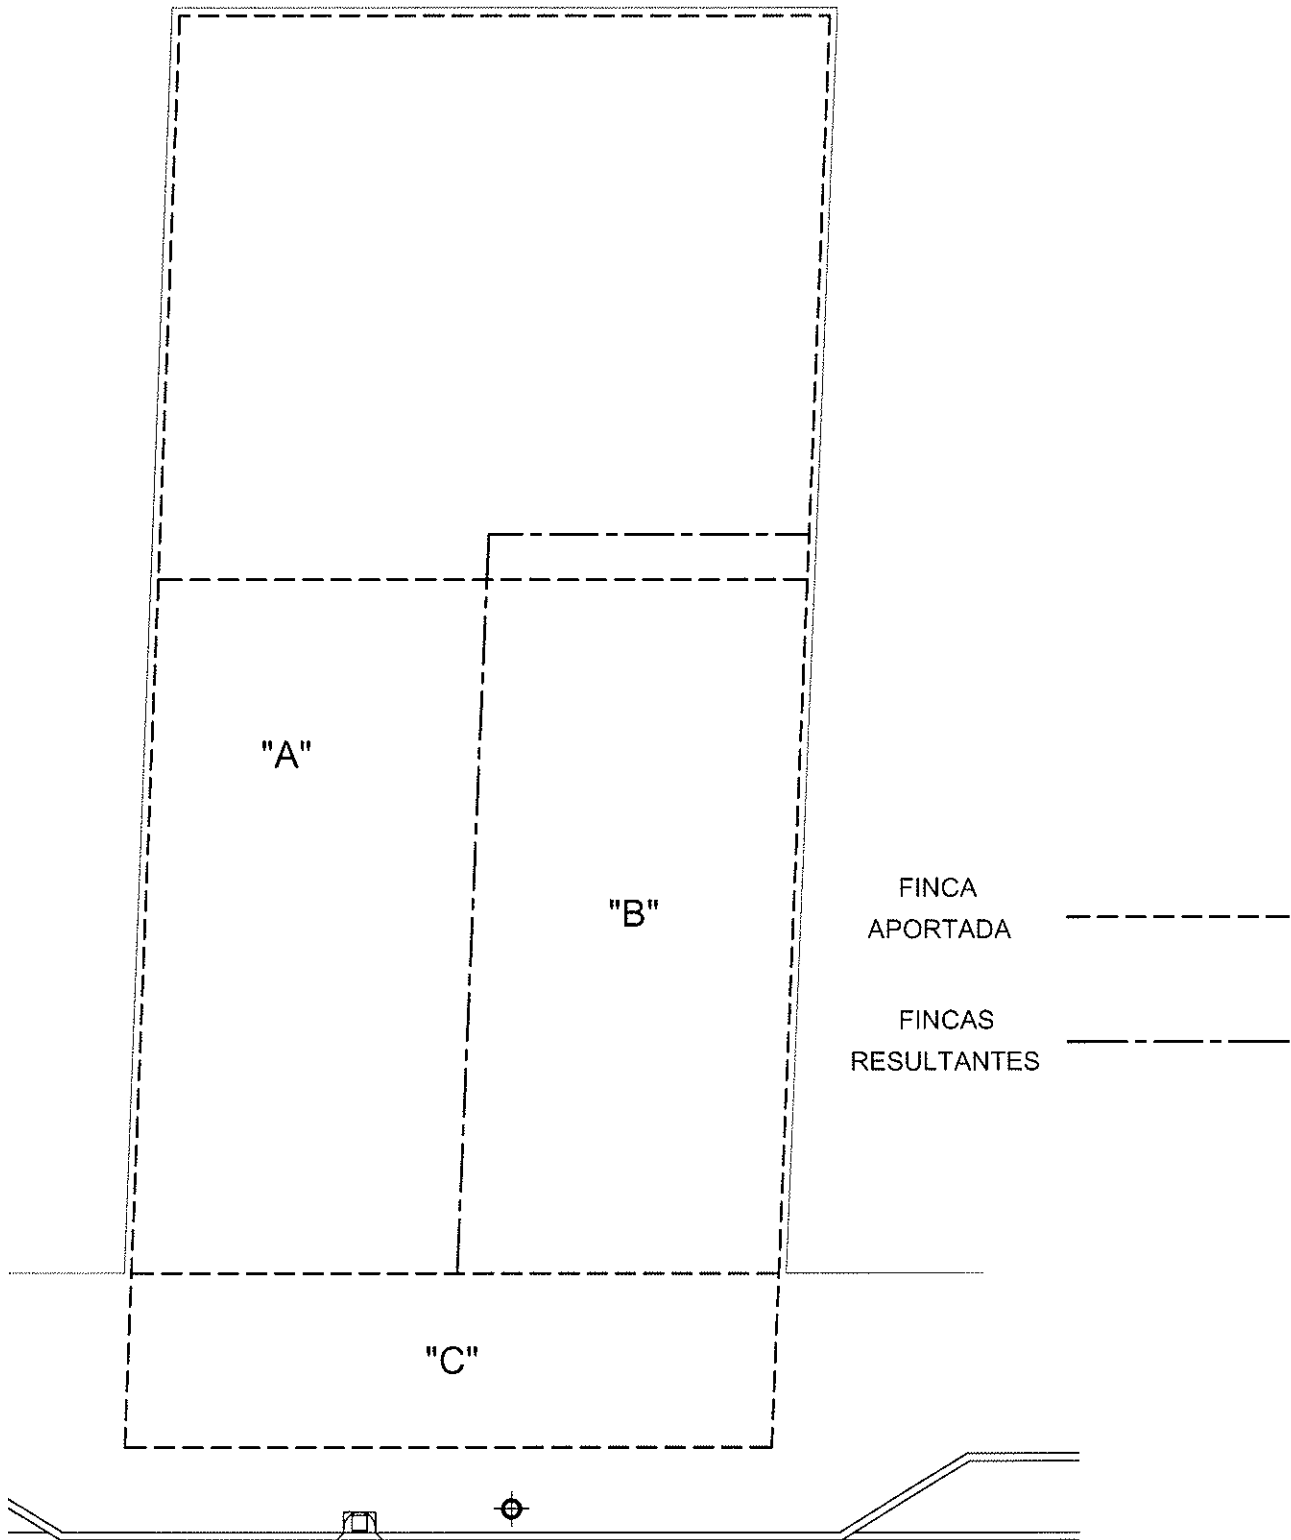 "A"
"B"
FINCA
APORTADA
FINCAS
RESULTANTES
"C"